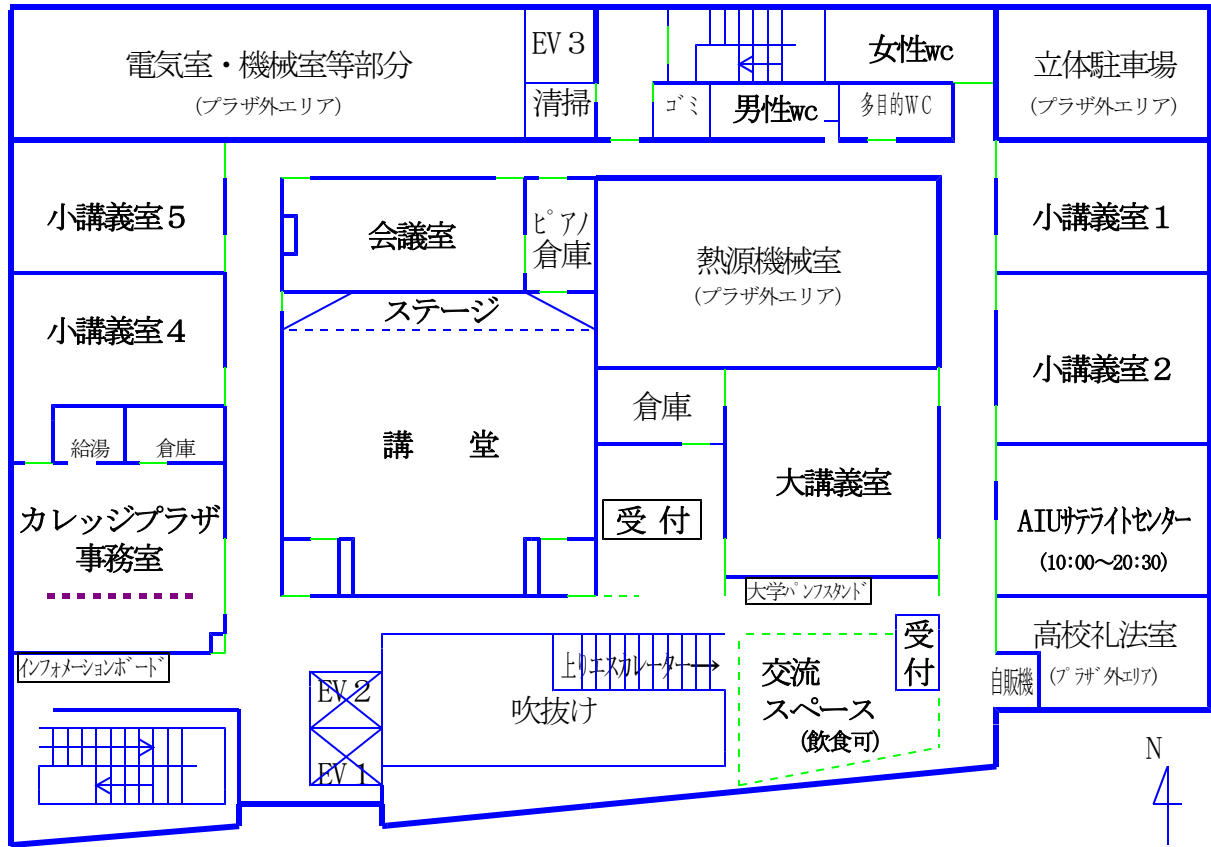 電気室・機械室等部分
(プラザ外エリア)
EV３
清掃
ゴミ
男性wc
女性wc
多目的ＷＣ
立体駐車場
(プラザ外エリア)
小講義室５
会議室
ピアノ
倉庫
熱源機械室
(プラザ外エリア)
小講義室１
ステージ
小講義室４
小講義室２
給湯
倉庫
講　堂
倉庫
大講義室
受 付
カレッジプラザ
事務室
AIUサテライトセンター
(10:00～20:30)
大学パンフスタンド
インフォメーションボード
EV２
EV１
上りエスカレーター→
吹抜け
交流
スペース
(飲食可)
受
付
高校礼法室
(プラザ外エリア)
自販機
N